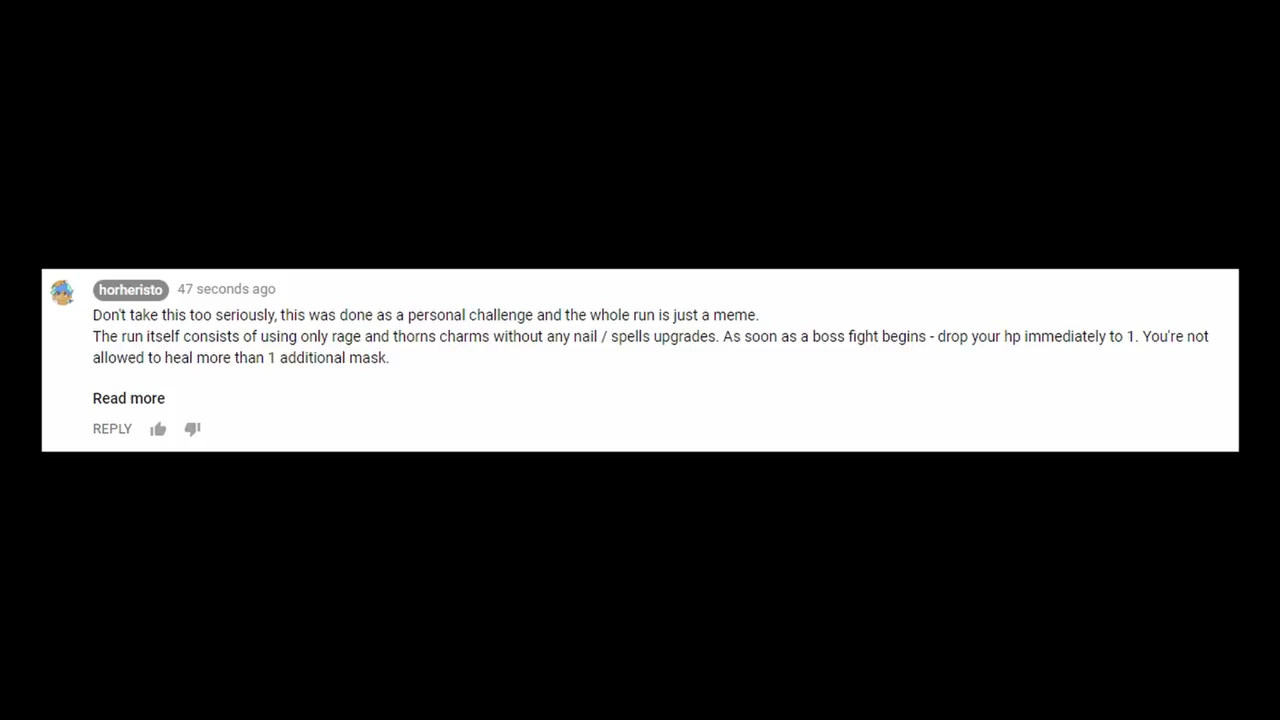 horheristo 47 seconds ago
Don't take this too seriously, this was done as a personal challenge and the whole run is just a meme.
The run itself consists of using only rage and thorns charms without any nail / spells upgrades. As soon as a boss fight begins - drop your hp immediately to 1. You're not
allowed to heal more than 1 additional mask.
Read more
REPLY